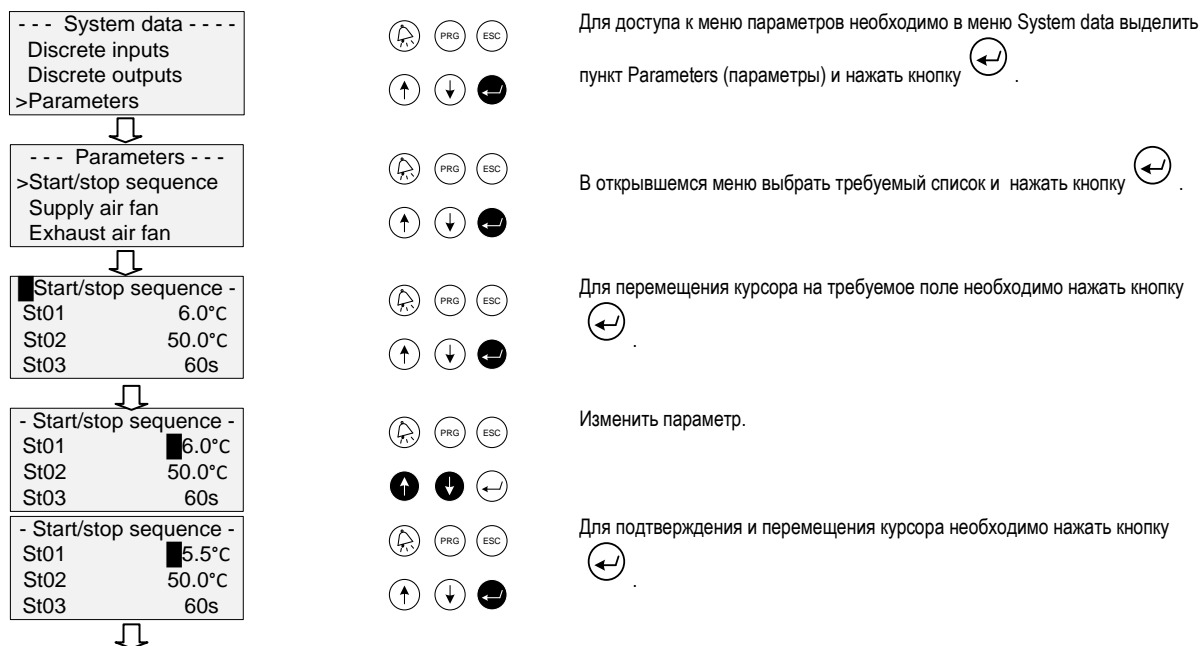 --- System data ----
Discrete inputs
Discrete outputs
>Parameters
PRG ESC
Для доступа к меню параметров необходимо в меню System data выделить
пункт Parameters (параметры) и нажать кнопку .
--- Parameters ---
>Start/stop sequence
Supply air fan
Exhaust air fan
PRG ESC
В открывшемся меню выбрать требуемый список и нажать кнопку .
Start/stop sequence -
St01 6.0°C
St02 50.0°C
St03 60s
PRG ESC
Для перемещения курсора на требуемое поле необходимо нажать кнопку
.
- Start/stop sequence -
St01 6.0°C
St02 50.0°C
St03 60s
PRG ESC
Изменить параметр.
- Start/stop sequence -
St01 5.5°C
St02 50.0°C
St03 60s
PRG ESC
Для подтверждения и перемещения курсора необходимо нажать кнопку
.